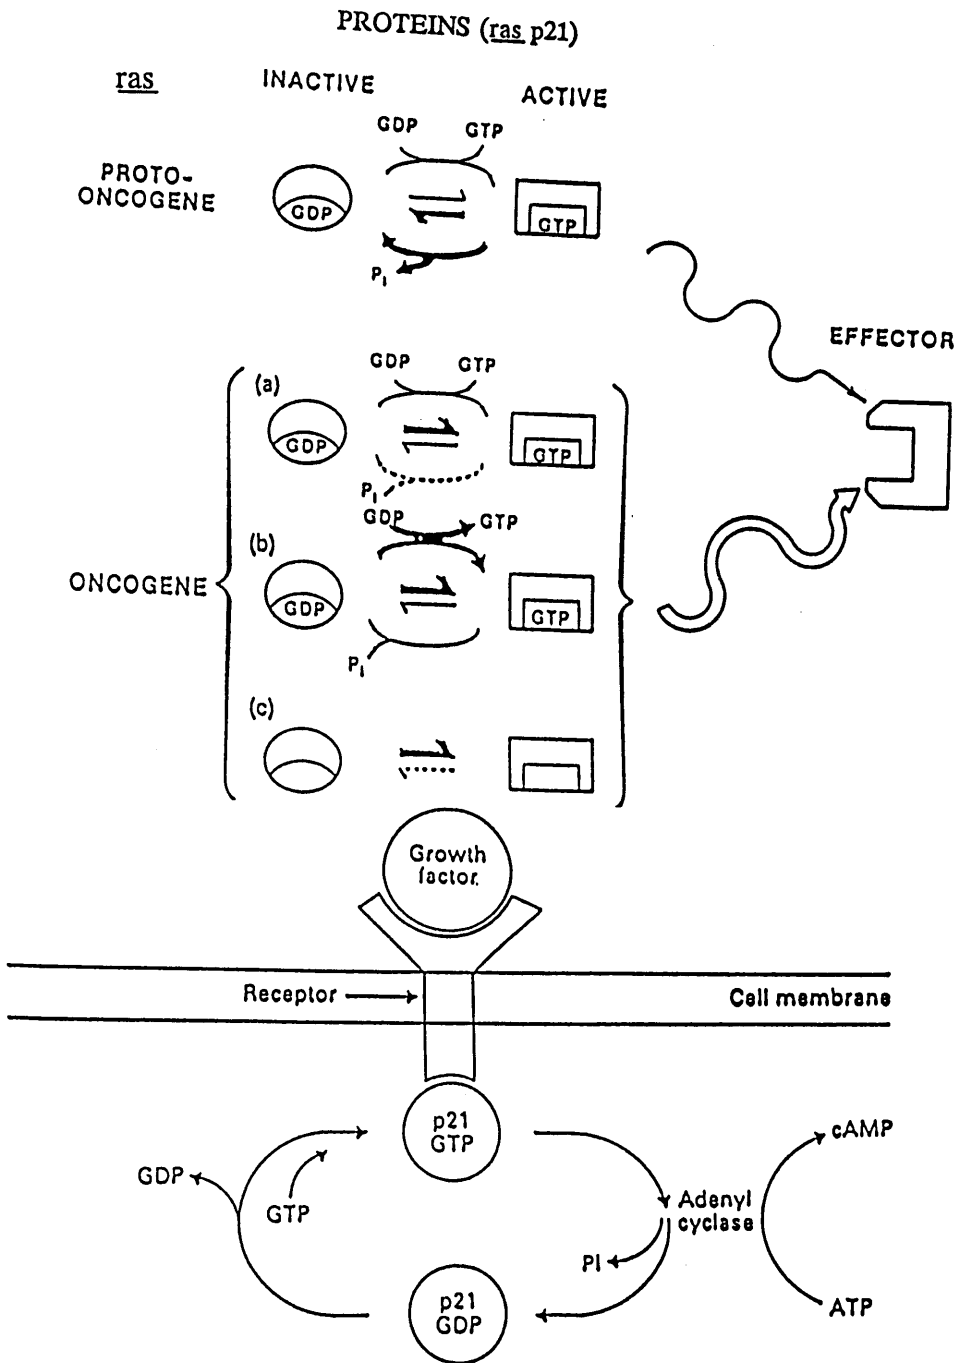 PROTEINS (ras p21)
ras
INACTIVE
ACTIVE
GDP
GTP
PROTO-
ONCOGENE
GDP
GTP
Pi
EFFECTOR
(a)
GDP
GTP
GDP
GTP
Pi
(b)
GDP
GTP
ONCOGENE
GDP
GTP
Pi
(c)
Growth
factor.
Receptor
Cell membrane
p21
GTP
cAMP
GDP
GTP
Adenyl
cyclase
Pi
p21
GDP
ATP